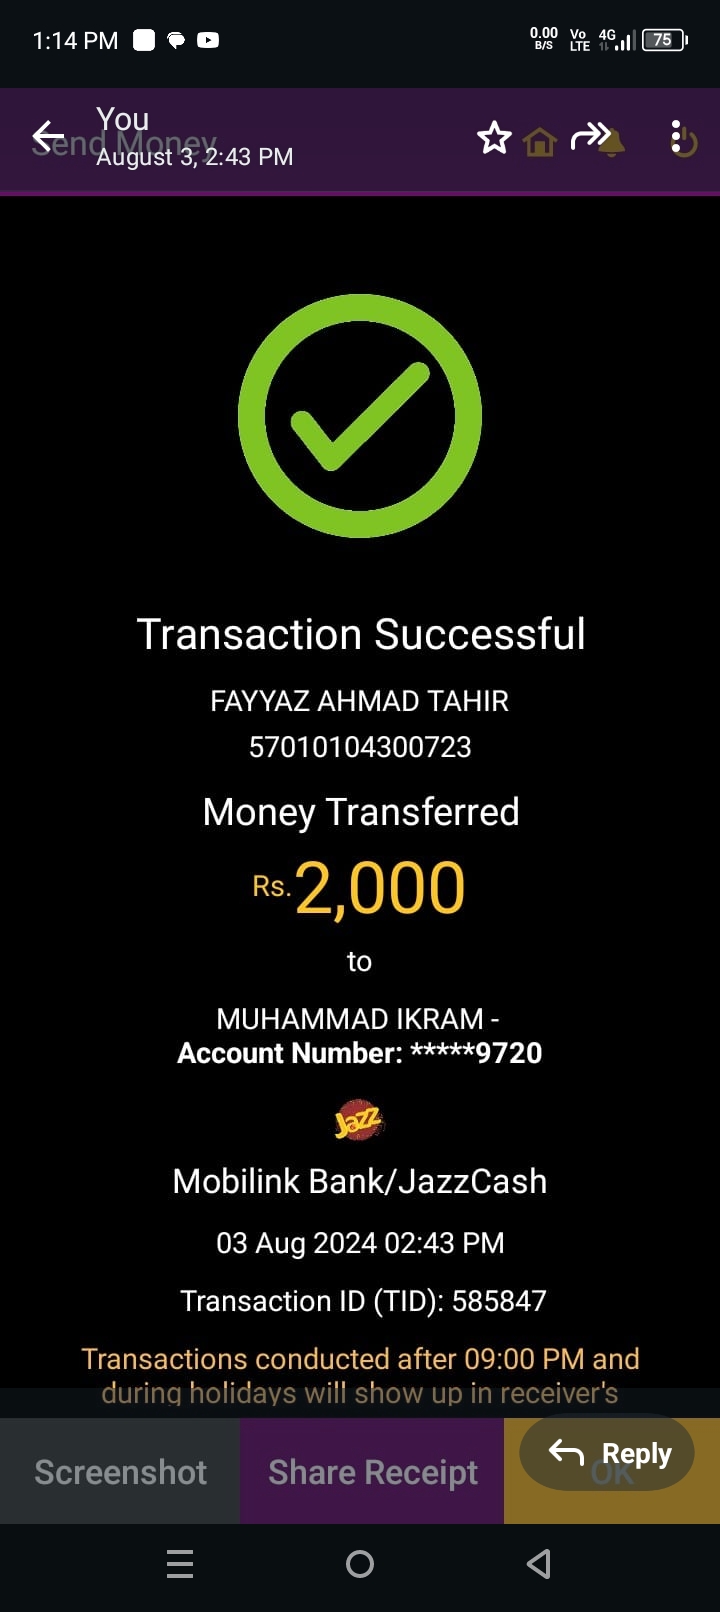 1:14 PM
0.00 B/S
Vo LTE
4G
75
You
Send Money
August 3, 2:43 PM
Transaction Successful
FAYYAZ AHMAD TAHIR
57010104300723
Money Transferred
Rs.2,000
to
MUHAMMAD IKRAM -
Account Number: *****9720
Jazz
Mobilink Bank/JazzCash
03 Aug 2024 02:43 PM
Transaction ID (TID): 585847
Transactions conducted after 09:00 PM and
during holidays will show up in receiver's
Screenshot
Share Receipt
OK
Reply